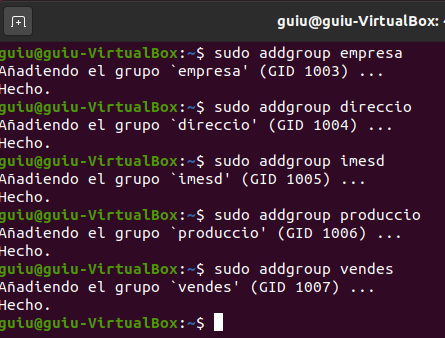 guiu@guiu-VirtualBox: ~
guiu@guiu-VirtualBox:~$ sudo addgroup empresa
Añadiendo el grupo `empresa' (GID 1003) ...
Hecho.
guiu@guiu-VirtualBox:~$ sudo addgroup direccio
Añadiendo el grupo `direccio' (GID 1004) ...
Hecho.
guiu@guiu-VirtualBox:~$ sudo addgroup imesd
Añadiendo el grupo `imesd' (GID 1005) ...
Hecho.
guiu@guiu-VirtualBox:~$ sudo addgroup produccio
Añadiendo el grupo `produccio' (GID 1006) ...
Hecho.
guiu@guiu-VirtualBox:~$ sudo addgroup vendes
Añadiendo el grupo `vendes' (GID 1007) ...
Hecho.
guiu@guiu-VirtualBox:~$